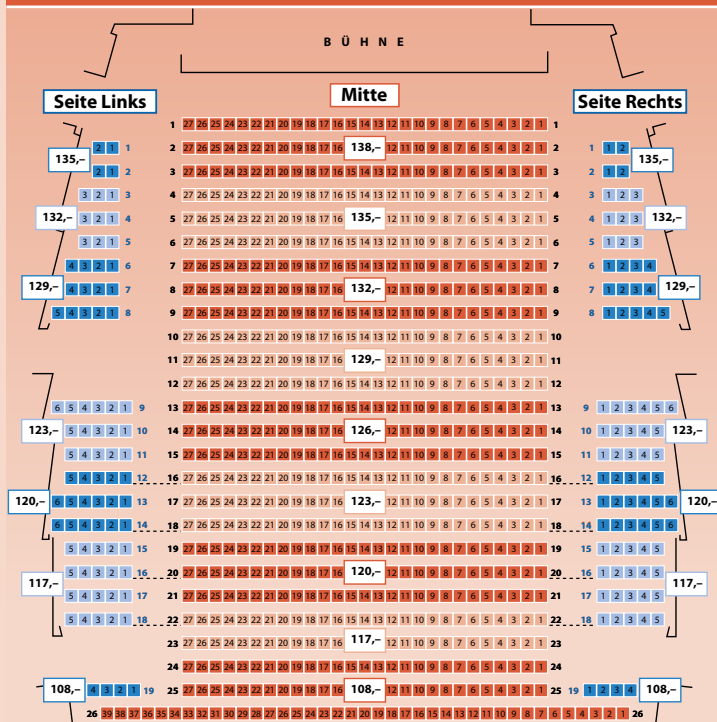 BÜHNE
Seite Links Mitte Seite Rechts
1 27 26 25 24 23 22 21 20 19 18 17 16 15 14 13 12 11 10 9 8 7 6 5 4 3 2 1 1
2 1 1 2 27 26 25 24 23 22 21 20 19 18 17 16 138,– 12 11 10 9 8 7 6 5 4 3 2 1 2 1 1 2
135,– 135,–
2 1 2 3 27 26 25 24 23 22 21 20 19 18 17 16 15 14 13 12 11 10 9 8 7 6 5 4 3 2 1 3 2 1 2
3 2 1 3 4 27 26 25 24 23 22 21 20 19 18 17 16 15 14 13 12 11 10 9 8 7 6 5 4 3 2 1 4 3 1 2 3
132,– 3 2 1 4 5 27 26 25 24 23 22 21 20 19 18 17 16 135,– 12 11 10 9 8 7 6 5 4 3 2 1 5 4 1 2 3 132,–
3 2 1 5 6 27 26 25 24 23 22 21 20 19 18 17 16 15 14 13 12 11 10 9 8 7 6 5 4 3 2 1 6 5 1 2 3
4 3 2 1 6 7 27 26 25 24 23 22 21 20 19 18 17 16 15 14 13 12 11 10 9 8 7 6 5 4 3 2 1 7 6 1 2 3 4
129,– 4 3 2 1 7 8 27 26 25 24 23 22 21 20 19 18 17 16 132,– 12 11 10 9 8 7 6 5 4 3 2 1 8 7 1 2 3 4 129,–
5 4 3 2 1 8 9 27 26 25 24 23 22 21 20 19 18 17 16 15 14 13 12 11 10 9 8 7 6 5 4 3 2 1 9 8 1 2 3 4 5
10 27 26 25 24 23 22 21 20 19 18 17 16 15 14 13 12 11 10 9 8 7 6 5 4 3 2 1 10
11 27 26 25 24 23 22 21 20 19 18 17 16 129,– 12 11 10 9 8 7 6 5 4 3 2 1 11
12 27 26 25 24 23 22 21 20 19 18 17 16 15 14 13 12 11 10 9 8 7 6 5 4 3 2 1 12
6 5 4 3 2 1 9 13 27 26 25 24 23 22 21 20 19 18 17 16 15 14 13 12 11 10 9 8 7 6 5 4 3 2 1 13 9 1 2 3 4 5 6
123,– 5 4 3 2 1 10 14 27 26 25 24 23 22 21 20 19 18 17 16 126,– 12 11 10 9 8 7 6 5 4 3 2 1 14 10 1 2 3 4 5 123,–
5 4 3 2 1 11 15 27 26 25 24 23 22 21 20 19 18 17 16 15 14 13 12 11 10 9 8 7 6 5 4 3 2 1 15 11 1 2 3 4 5
5 4 3 2 1 12 16 27 26 25 24 23 22 21 20 19 18 17 16 15 14 13 12 11 10 9 8 7 6 5 4 3 2 1 16 12 1 2 3 4 5
120,– 6 5 4 3 2 1 13 17 27 26 25 24 23 22 21 20 19 18 17 16 123,– 12 11 10 9 8 7 6 5 4 3 2 1 17 13 1 2 3 4 5 6 120,–
6 5 4 3 2 1 14 18 27 26 25 24 23 22 21 20 19 18 17 16 15 14 13 12 11 10 9 8 7 6 5 4 3 2 1 18 14 1 2 3 4 5 6
5 4 3 2 1 15 19 27 26 25 24 23 22 21 20 19 18 17 16 15 14 13 12 11 10 9 8 7 6 5 4 3 2 1 19 15 1 2 3 4 5
5 4 3 2 1 16 20 27 26 25 24 23 22 21 20 19 18 17 16 120,– 12 11 10 9 8 7 6 5 4 3 2 1 20 16 1 2 3 4 5
117,– 117,–
5 4 3 2 1 17 21 27 26 25 24 23 22 21 20 19 18 17 16 15 14 13 12 11 10 9 8 7 6 5 4 3 2 1 21 17 1 2 3 4 5
5 4 3 2 1 18 22 27 26 25 24 23 22 21 20 19 18 17 16 15 14 13 12 11 10 9 8 7 6 5 4 3 2 1 22 18 1 2 3 4 5
23 27 26 25 24 23 22 21 20 19 18 17 16 117,– 12 11 10 9 8 7 6 5 4 3 2 1 23
24 27 26 25 24 23 22 21 20 19 18 17 16 15 14 13 12 11 10 9 8 7 6 5 4 3 2 1 24
108,– 4 3 2 1 19 25 27 26 25 24 23 22 21 20 19 18 17 16 108,– 12 11 10 9 8 7 6 5 4 3 2 1 25 19 1 2 3 4 108,–
26 39 38 37 36 35 34 33 32 31 30 29 28 27 26 25 24 23 22 21 20 19 18 17 16 15 14 13 12 11 10 9 8 7 6 5 4 3 2 1 26